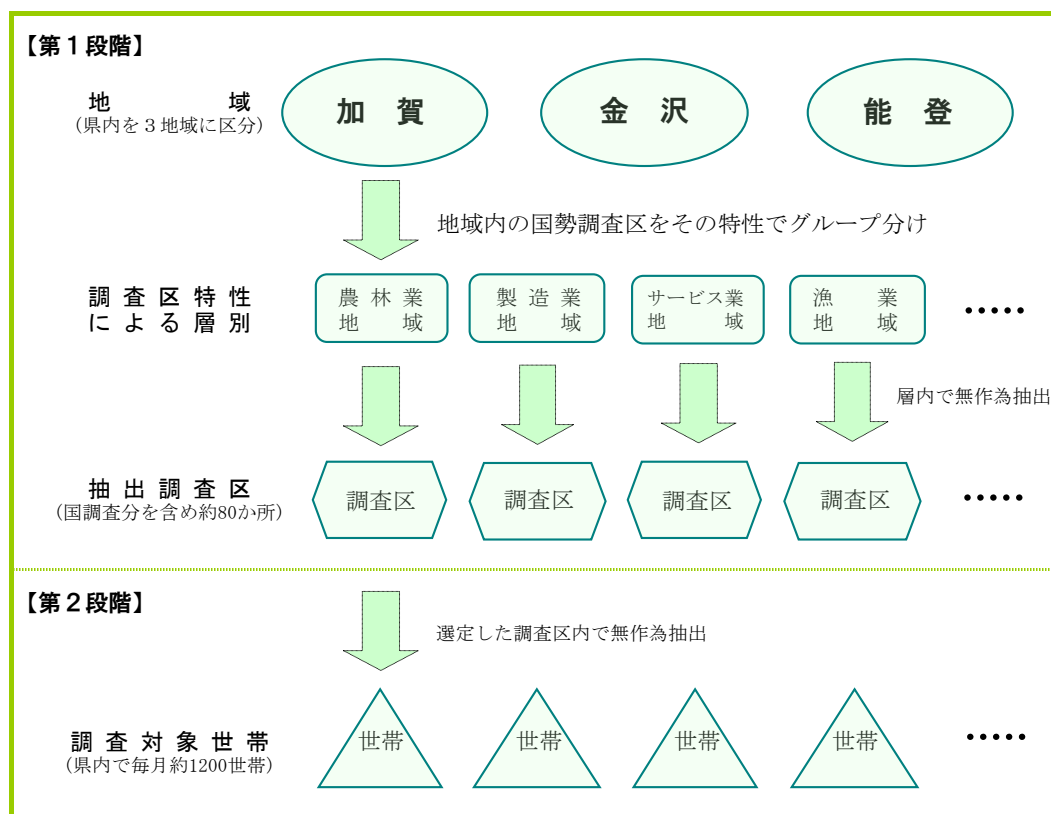 【第１段階】
地域
（県内を３地域に区分）
加賀
金沢
能登
地域内の国勢調査区をその特性でグループ分け
調査区特性
による層別
農林業
地域
製造業
地域
サービス業
地域
漁業
地域
•••••
層内で無作為抽出
抽出調査区
（国調査分を含め約80か所）
調査区
調査区
調査区
調査区
•••••
【第２段階】
選定した調査区内で無作為抽出
調査対象世帯
（県内で毎月約1200世帯）
世帯
世帯
世帯
世帯
•••••